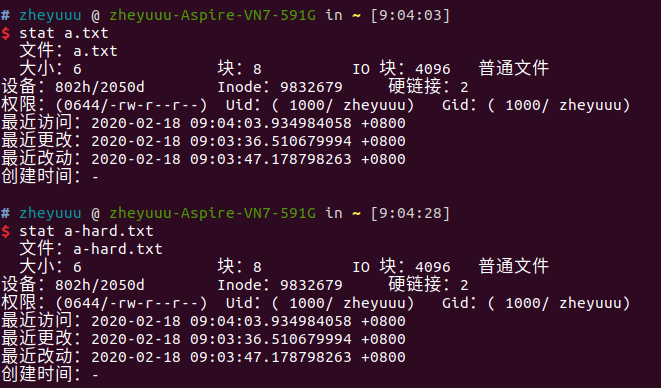 # zheyuuu @ zheyuuu-Aspire-VN7-591G in ~ [9:04:03]
$ stat a.txt
文件：a.txt
大小：6 块：8 IO 块：4096 普通文件
设备：802h/2050d Inode：9832679 硬链接：2
权限：(0644/-rw-r--r--) Uid：( 1000/ zheyuuu) Gid：( 1000/ zheyuuu)
最近访问：2020-02-18 09:04:03.934984058 +0800
最近更改：2020-02-18 09:03:36.510679994 +0800
最近改动：2020-02-18 09:03:47.178798263 +0800
创建时间：-
# zheyuuu @ zheyuuu-Aspire-VN7-591G in ~ [9:04:28]
$ stat a-hard.txt
文件：a-hard.txt
大小：6 块：8 IO 块：4096 普通文件
设备：802h/2050d Inode：9832679 硬链接：2
权限：(0644/-rw-r--r--) Uid：( 1000/ zheyuuu) Gid：( 1000/ zheyuuu)
最近访问：2020-02-18 09:04:03.934984058 +0800
最近更改：2020-02-18 09:03:36.510679994 +0800
最近改动：2020-02-18 09:03:47.178798263 +0800
创建时间：-